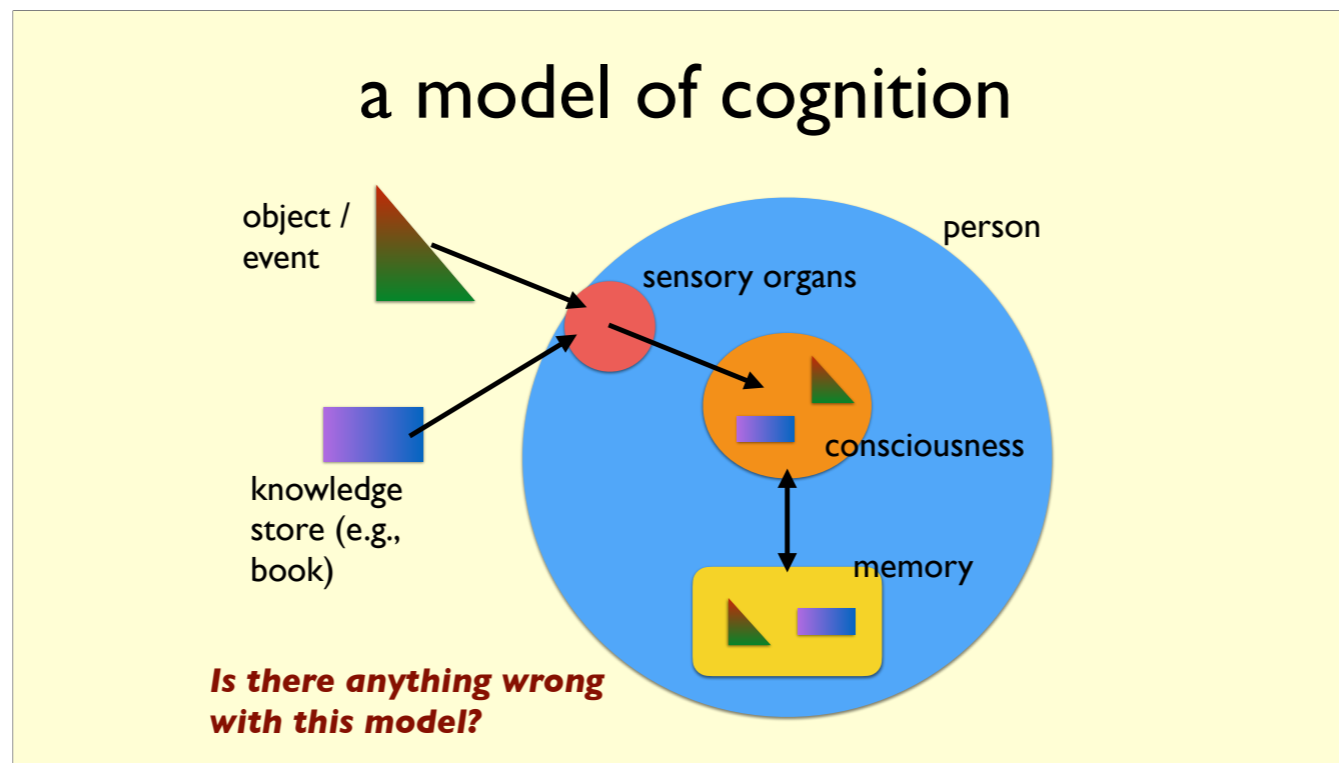 a model of cognition
object /
event
person
sensory organs
consciousness
knowledge
store (e.g.,
book)
memory
Is there anything wrong
with this model?